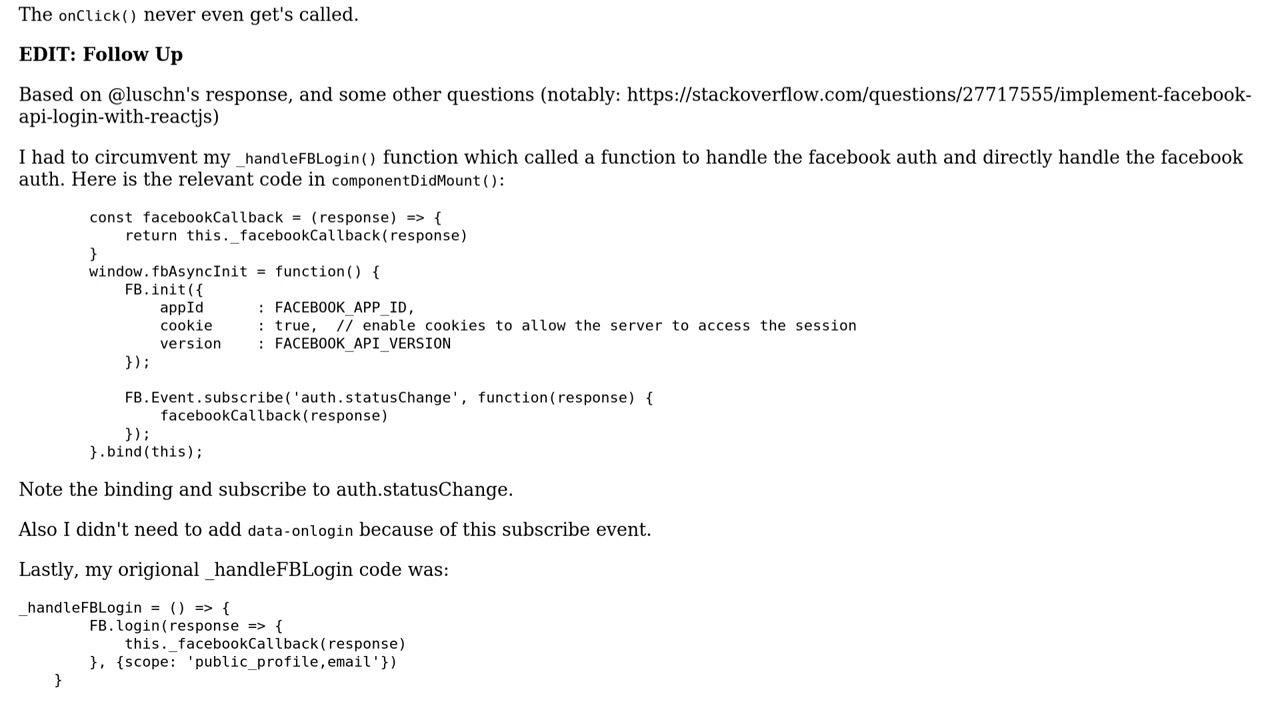 The onClick() never even get's called.
EDIT: Follow Up
Based on @luschn's response, and some other questions (notably: https://stackoverflow.com/questions/27717555/implement-facebook-
api-login-with-reactjs)
I had to circumvent my _handleFBLogin() function which called a function to handle the facebook auth and directly handle the facebook
auth. Here is the relevant code in componentDidMount():
        const facebookCallback = (response) => {
            return this._facebookCallback(response)
        }
        window.fbAsyncInit = function() {
            FB.init({
                appId      : FACEBOOK_APP_ID,
                cookie     : true,  // enable cookies to allow the server to access the session
                version    : FACEBOOK_API_VERSION
            });
            FB.Event.subscribe('auth.statusChange', function(response) {
                facebookCallback(response)
            });
        }.bind(this);
Note the binding and subscribe to auth.statusChange.
Also I didn't need to add data-onlogin because of this subscribe event.
Lastly, my origional _handleFBLogin code was:
_handleFBLogin = () => {
        FB.login(response => {
            this._facebookCallback(response)
        }, {scope: 'public_profile,email'})
    }